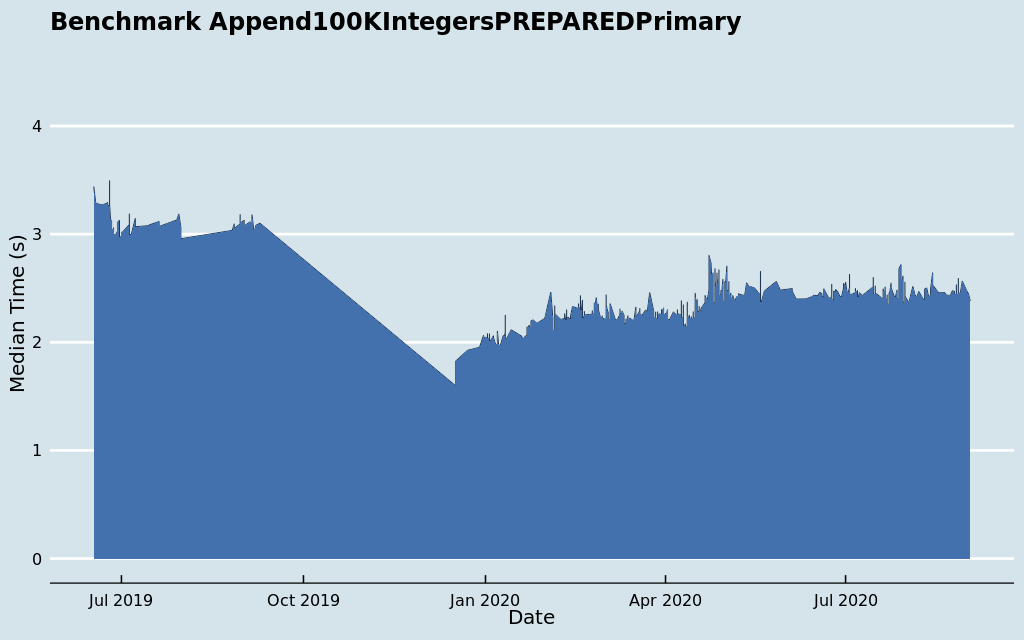 Benchmark Append100KIntegersPREPAREDPrimary
Median Time (s)
4
3
2
1
0
Jul 2019
Oct 2019
Jan 2020
Apr 2020
Jul 2020
Date